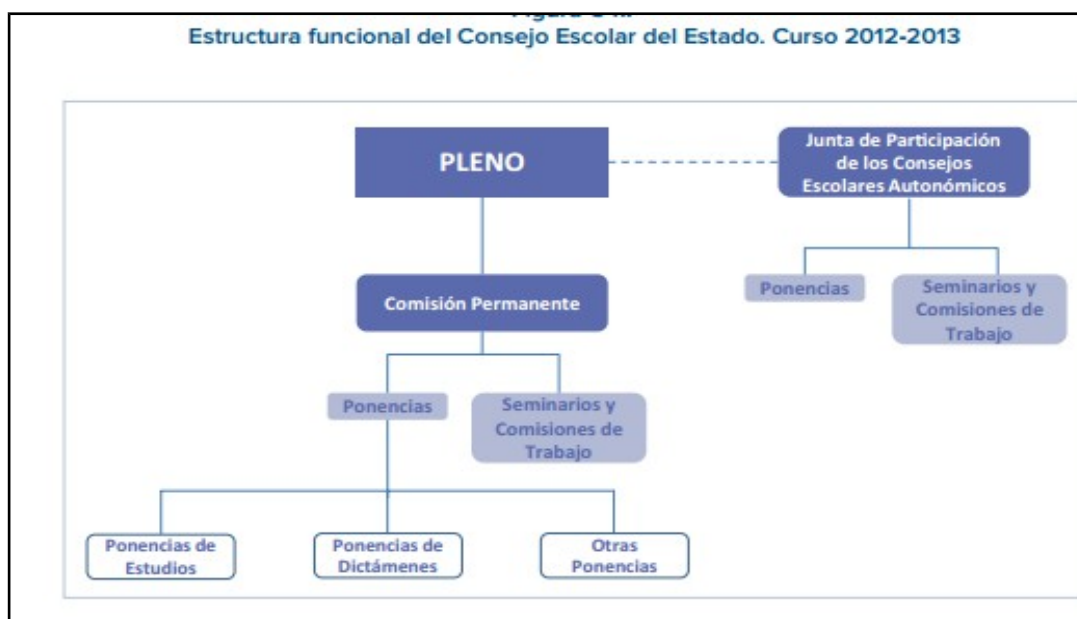 Estructura funcional del Consejo Escolar del Estado. Curso 2012-2013
PLENO
Junta de Participación
de los Consejos
Escolares Autonómicos
Comisión Permanente
Ponencias
Seminarios y
Comisiones de
Trabajo
Ponencias
Seminarios y
Comisiones de
Trabajo
Ponencias de
Estudios
Ponencias de
Dictámenes
Otras
Ponencias